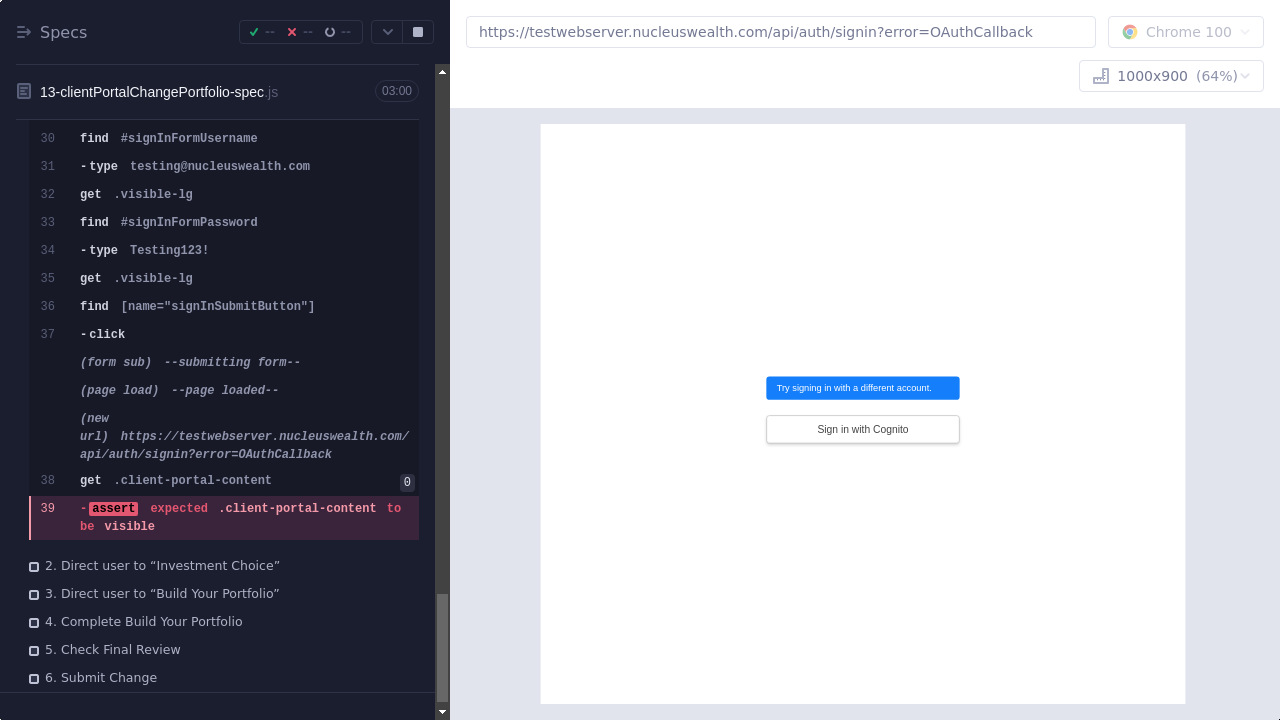 Specs
--
--
--
13-clientPortalChangePortfolio-spec.js
03:00
30 find #signInFormUsername
31 -type testing@nucleuswealth.com
32 get .visible-lg
33 find #signInFormPassword
34 -type Testing123!
35 get .visible-lg
36 find [name="signInSubmitButton"]
37 -click
(form sub) --submitting form--
(page load) --page loaded--
(new
url) https://testwebserver.nucleuswealth.com/
api/auth/signin?error=OAuthCallback
38 get .client-portal-content 0
39 -assert expected .client-portal-content to
be visible
2. Direct user to “Investment Choice”
3. Direct user to “Build Your Portfolio”
4. Complete Build Your Portfolio
5. Check Final Review
6. Submit Change
https://testwebserver.nucleuswealth.com/api/auth/signin?error=OAuthCallback
Chrome 100
1000x900 (64%)
Try signing in with a different account.
Sign in with Cognito